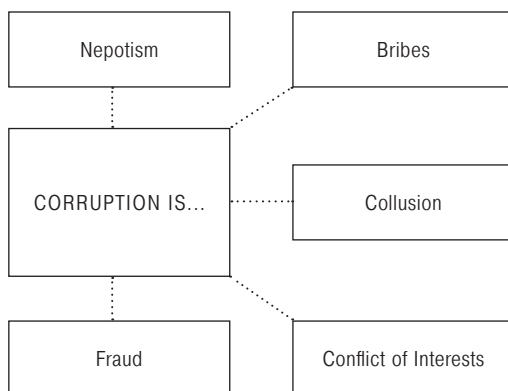 Nepotism
Bribes
CORRUPTION IS...
Collusion
Fraud
Conflict of Interests